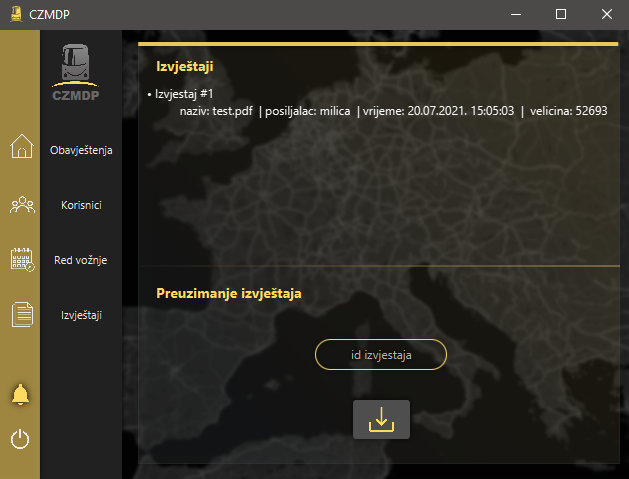 CZMDP
CZMDP
Obavještenja
Korisnici
Red vožnje
Izvještaji
Izvještaji
• Izvjestaj #1
naziv: test.pdf | posiljalac: milica | vrijeme: 20.07.2021. 15:05:03 | velicina: 52693
Preuzimanje izvještaja
id izvjestaja